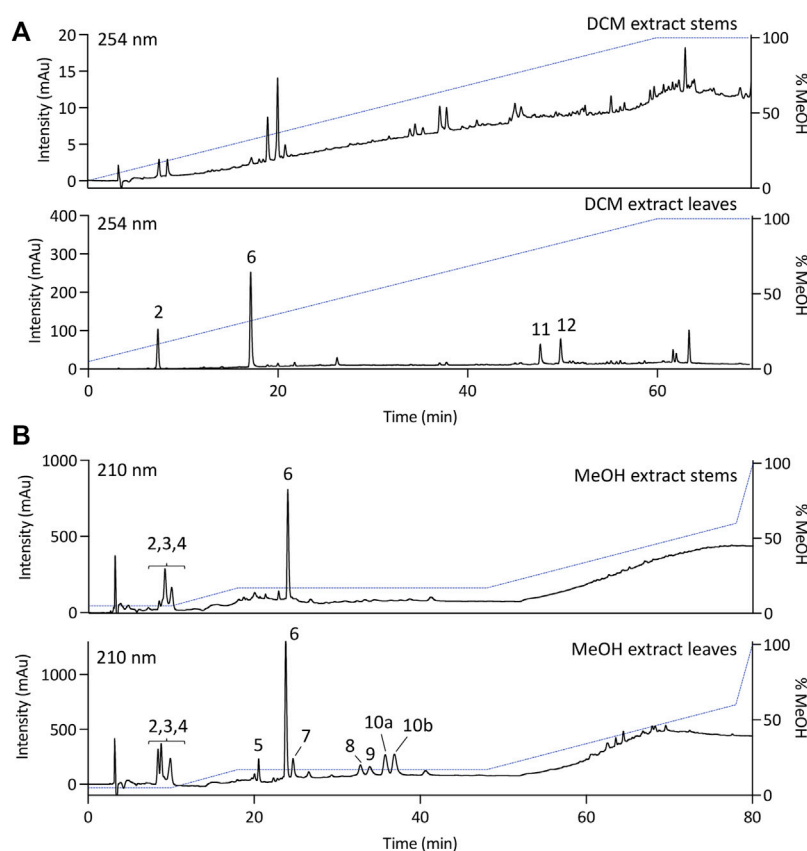 A
DCM extract stems
254 nm
Intensity (mAu)
20
15
10
5
0
100
50
0
% MeOH
DCM extract leaves
254 nm
Intensity (mAu)
400
300
200
100
0
2
6
11
12
100
50
0
% MeOH
0 20 40 60
Time (min)
B
210 nm
MeOH extract stems
Intensity (mAu)
1000
500
0
2,3,4
6
100
50
0
% MeOH
210 nm
MeOH extract leaves
Intensity (mAu)
1000
500
0
2,3,4
5
6
7
8
9
10a
10b
100
50
0
% MeOH
0 20 40 60 80
Time (min)